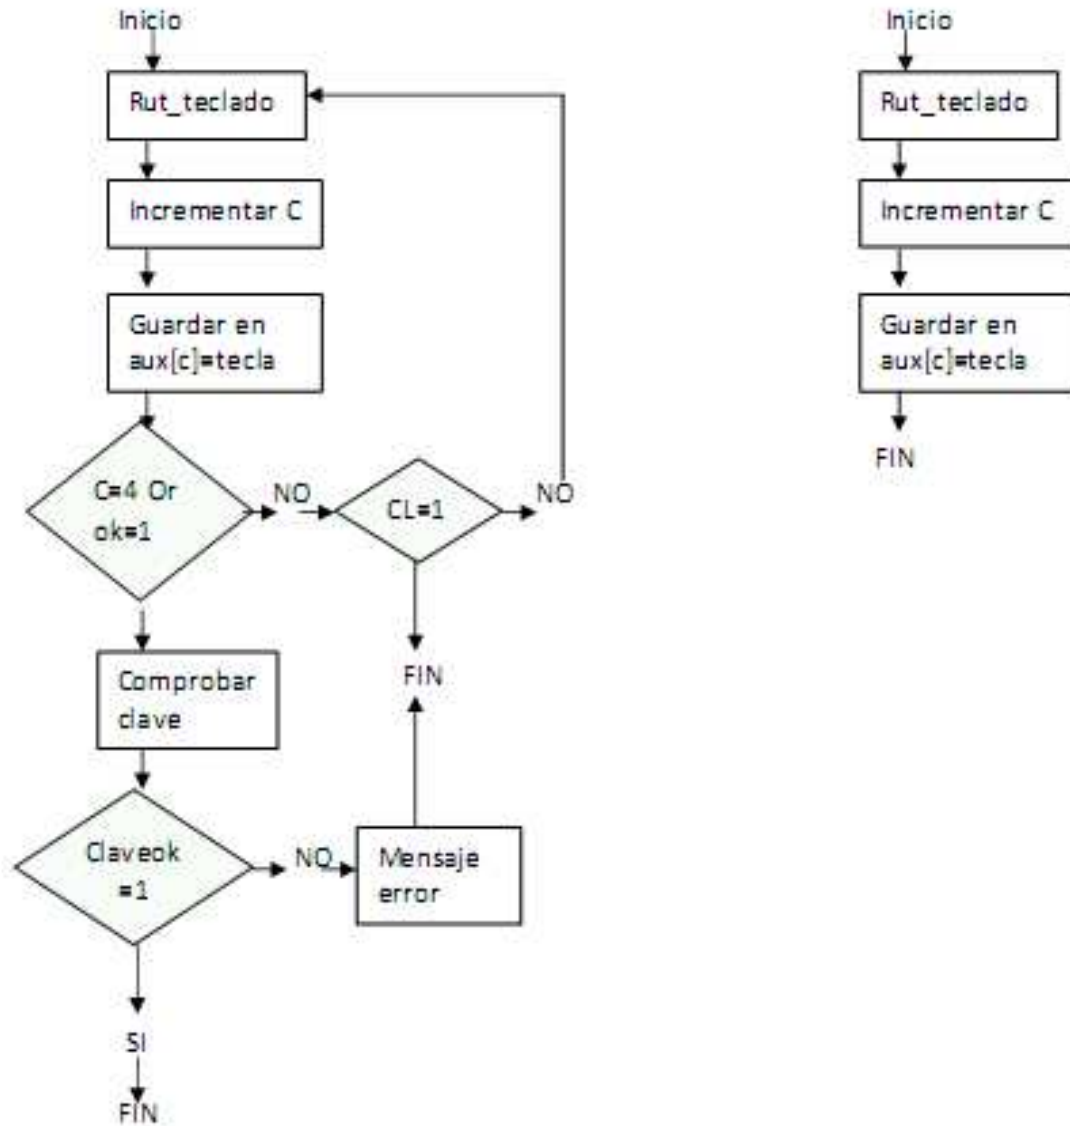 Inicio
Rut_teclado
Incrementar C
Guardar en
aux[c]=tecla
C=4 Or
ok=1
NO
CL=1
NO
Comprobar
clave
FIN
Claveok
=1
NO
Mensaje
error
SI
FIN
Inicio
Rut_teclado
Incrementar C
Guardar en
aux[c]=tecla
FIN